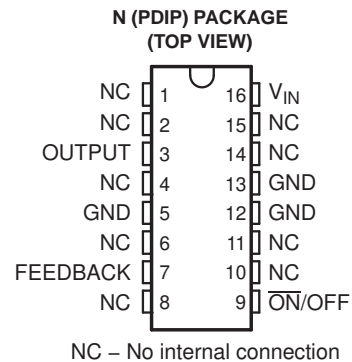 N (PDIP) PACKAGE
(TOP VIEW)
NC 1 16 V_IN
NC 2 15 NC
OUTPUT 3 14 NC
NC 4 13 GND
GND 5 12 GND
NC 6 11 NC
FEEDBACK 7 10 NC
NC 8 9 O̅N̅/OFF
NC – No internal connection